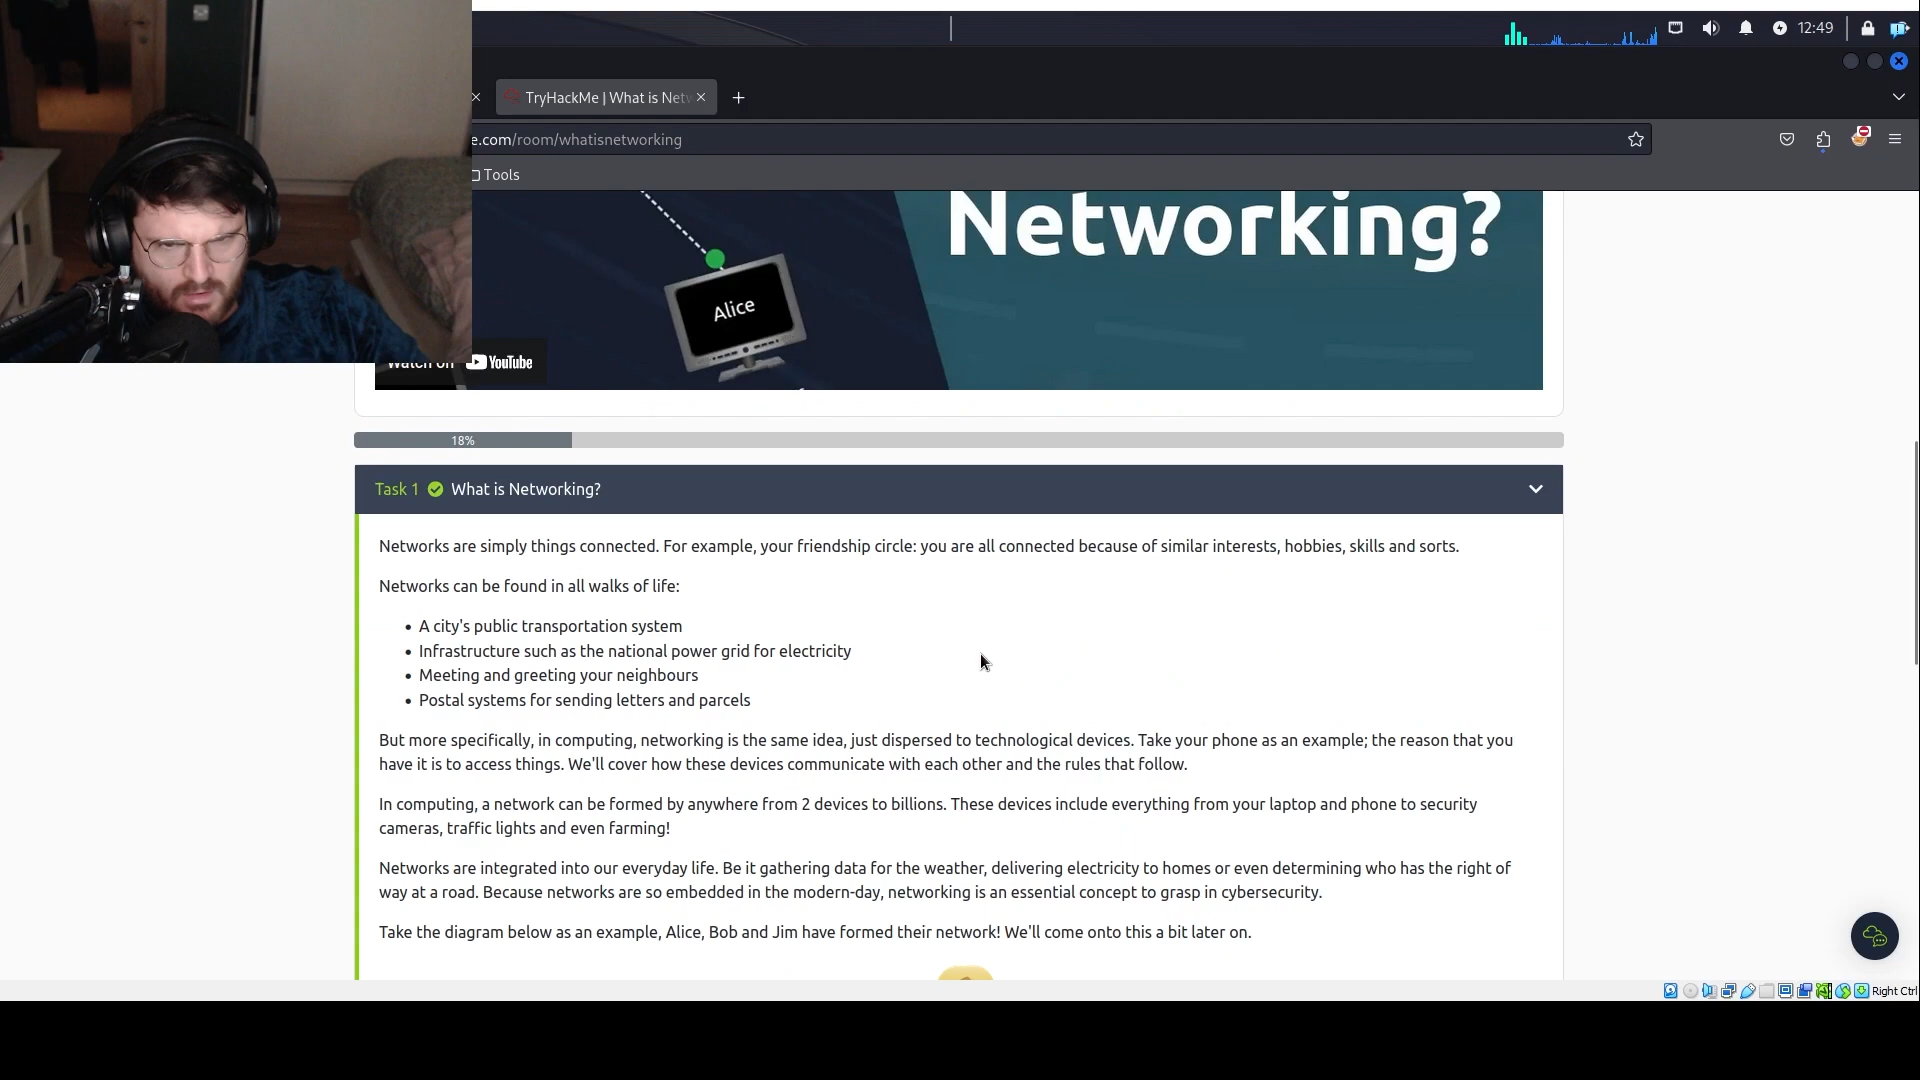 12:49
TryHackMe | What is Netw
e.com/room/whatisnetworking
Tools
Networking?
Alice
Watch on YouTube
18%
Task 1 What is Networking?
Networks are simply things connected. For example, your friendship circle: you are all connected because of similar interests, hobbies, skills and sorts.
Networks can be found in all walks of life:
A city's public transportation system
Infrastructure such as the national power grid for electricity
Meeting and greeting your neighbours
Postal systems for sending letters and parcels
But more specifically, in computing, networking is the same idea, just dispersed to technological devices. Take your phone as an example; the reason that you
have it is to access things. We'll cover how these devices communicate with each other and the rules that follow.
In computing, a network can be formed by anywhere from 2 devices to billions. These devices include everything from your laptop and phone to security
cameras, traffic lights and even farming!
Networks are integrated into our everyday life. Be it gathering data for the weather, delivering electricity to homes or even determining who has the right of
way at a road. Because networks are so embedded in the modern-day, networking is an essential concept to grasp in cybersecurity.
Take the diagram below as an example, Alice, Bob and Jim have formed their network! We'll come onto this a bit later on.
Right Ctrl